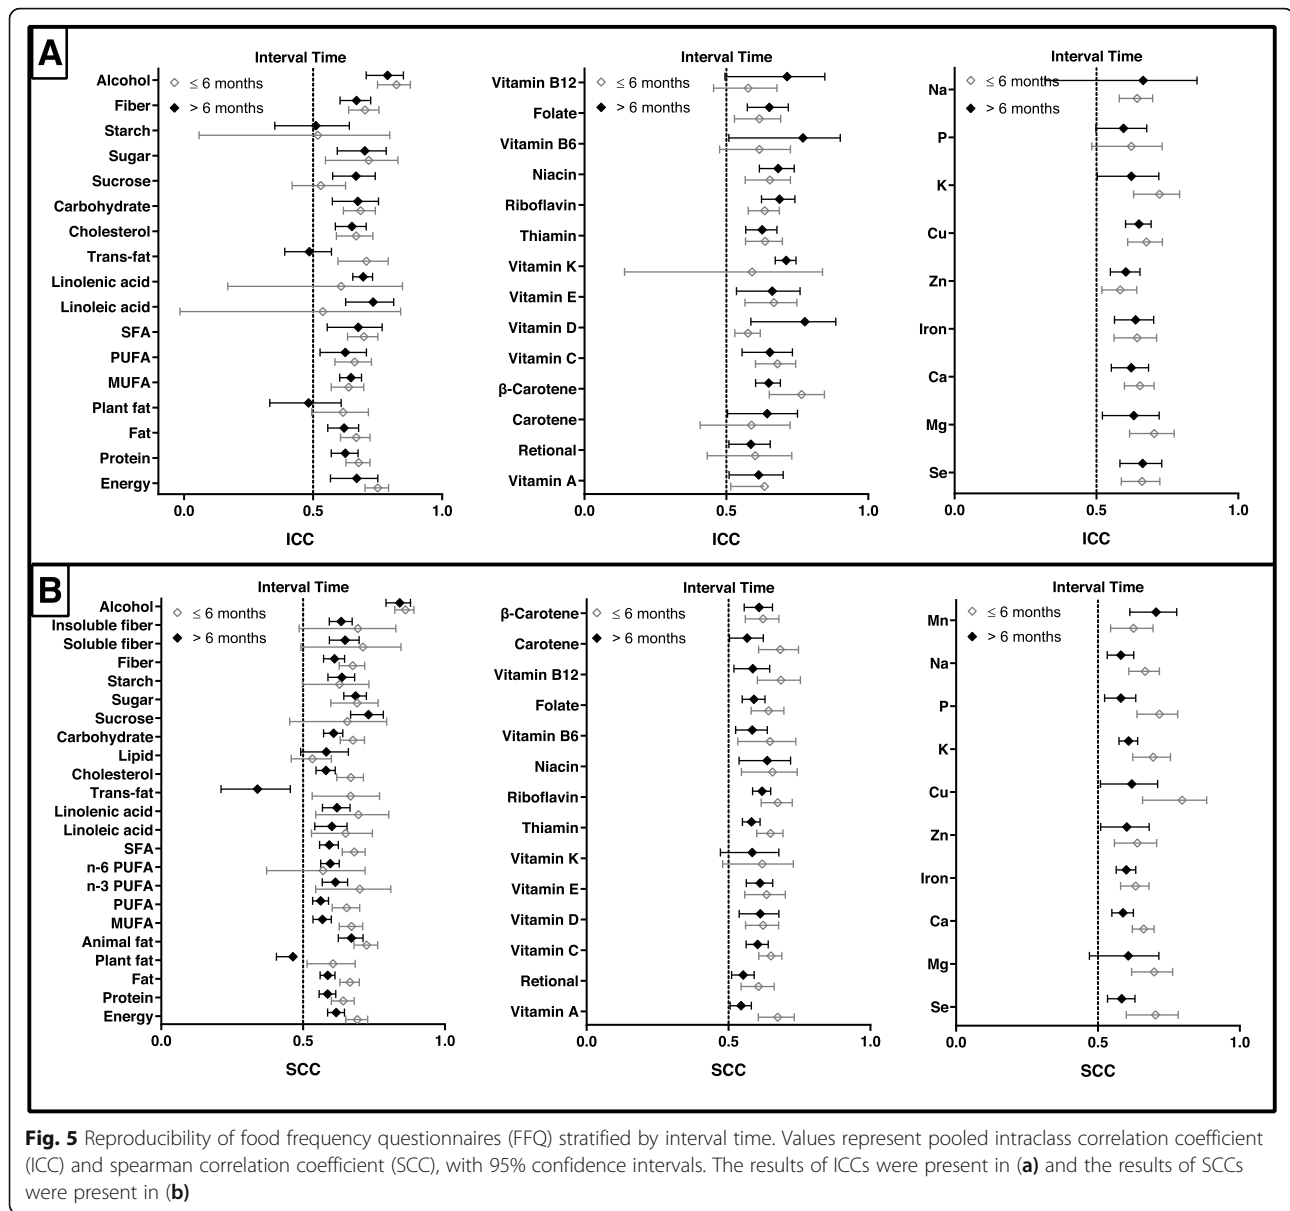 A
Interval Time
≤ 6 months
> 6 months
Alcohol
Fiber
Starch
Sugar
Sucrose
Carbohydrate
Cholesterol
Trans-fat
Linolenic acid
Linoleic acid
SFA
PUFA
MUFA
Plant fat
Fat
Protein
Energy
0.0 0.5 1.0
ICC
Interval Time
≤ 6 months
> 6 months
Vitamin B12
Folate
Vitamin B6
Niacin
Riboflavin
Thiamin
Vitamin K
Vitamin E
Vitamin D
Vitamin C
β-Carotene
Carotene
Retional
Vitamin A
0.0 0.5 1.0
ICC
Interval Time
≤ 6 months
> 6 months
Na
P
K
Cu
Zn
Iron
Ca
Mg
Se
0.0 0.5 1.0
ICC
B
Interval Time
≤ 6 months
> 6 months
Alcohol
Insoluble fiber
Soluble fiber
Fiber
Starch
Sugar
Sucrose
Carbohydrate
Lipid
Cholesterol
Trans-fat
Linolenic acid
Linoleic acid
SFA
n-6 PUFA
n-3 PUFA
PUFA
MUFA
Animal fat
Plant fat
Fat
Protein
Energy
0.0 0.5 1.0
SCC
Interval Time
≤ 6 months
> 6 months
β-Carotene
Carotene
Vitamin B12
Folate
Vitamin B6
Niacin
Riboflavin
Thiamin
Vitamin K
Vitamin E
Vitamin D
Vitamin C
Retional
Vitamin A
0.0 0.5 1.0
SCC
Interval Time
≤ 6 months
> 6 months
Mn
Na
P
K
Cu
Zn
Iron
Ca
Mg
Se
0.0 0.5 1.0
SCC
Fig. 5 Reproducibility of food frequency questionnaires (FFQ) stratified by interval time. Values represent pooled intraclass correlation coefficient
(ICC) and spearman correlation coefficient (SCC), with 95% confidence intervals. The results of ICCs were present in (a) and the results of SCCs
were present in (b)